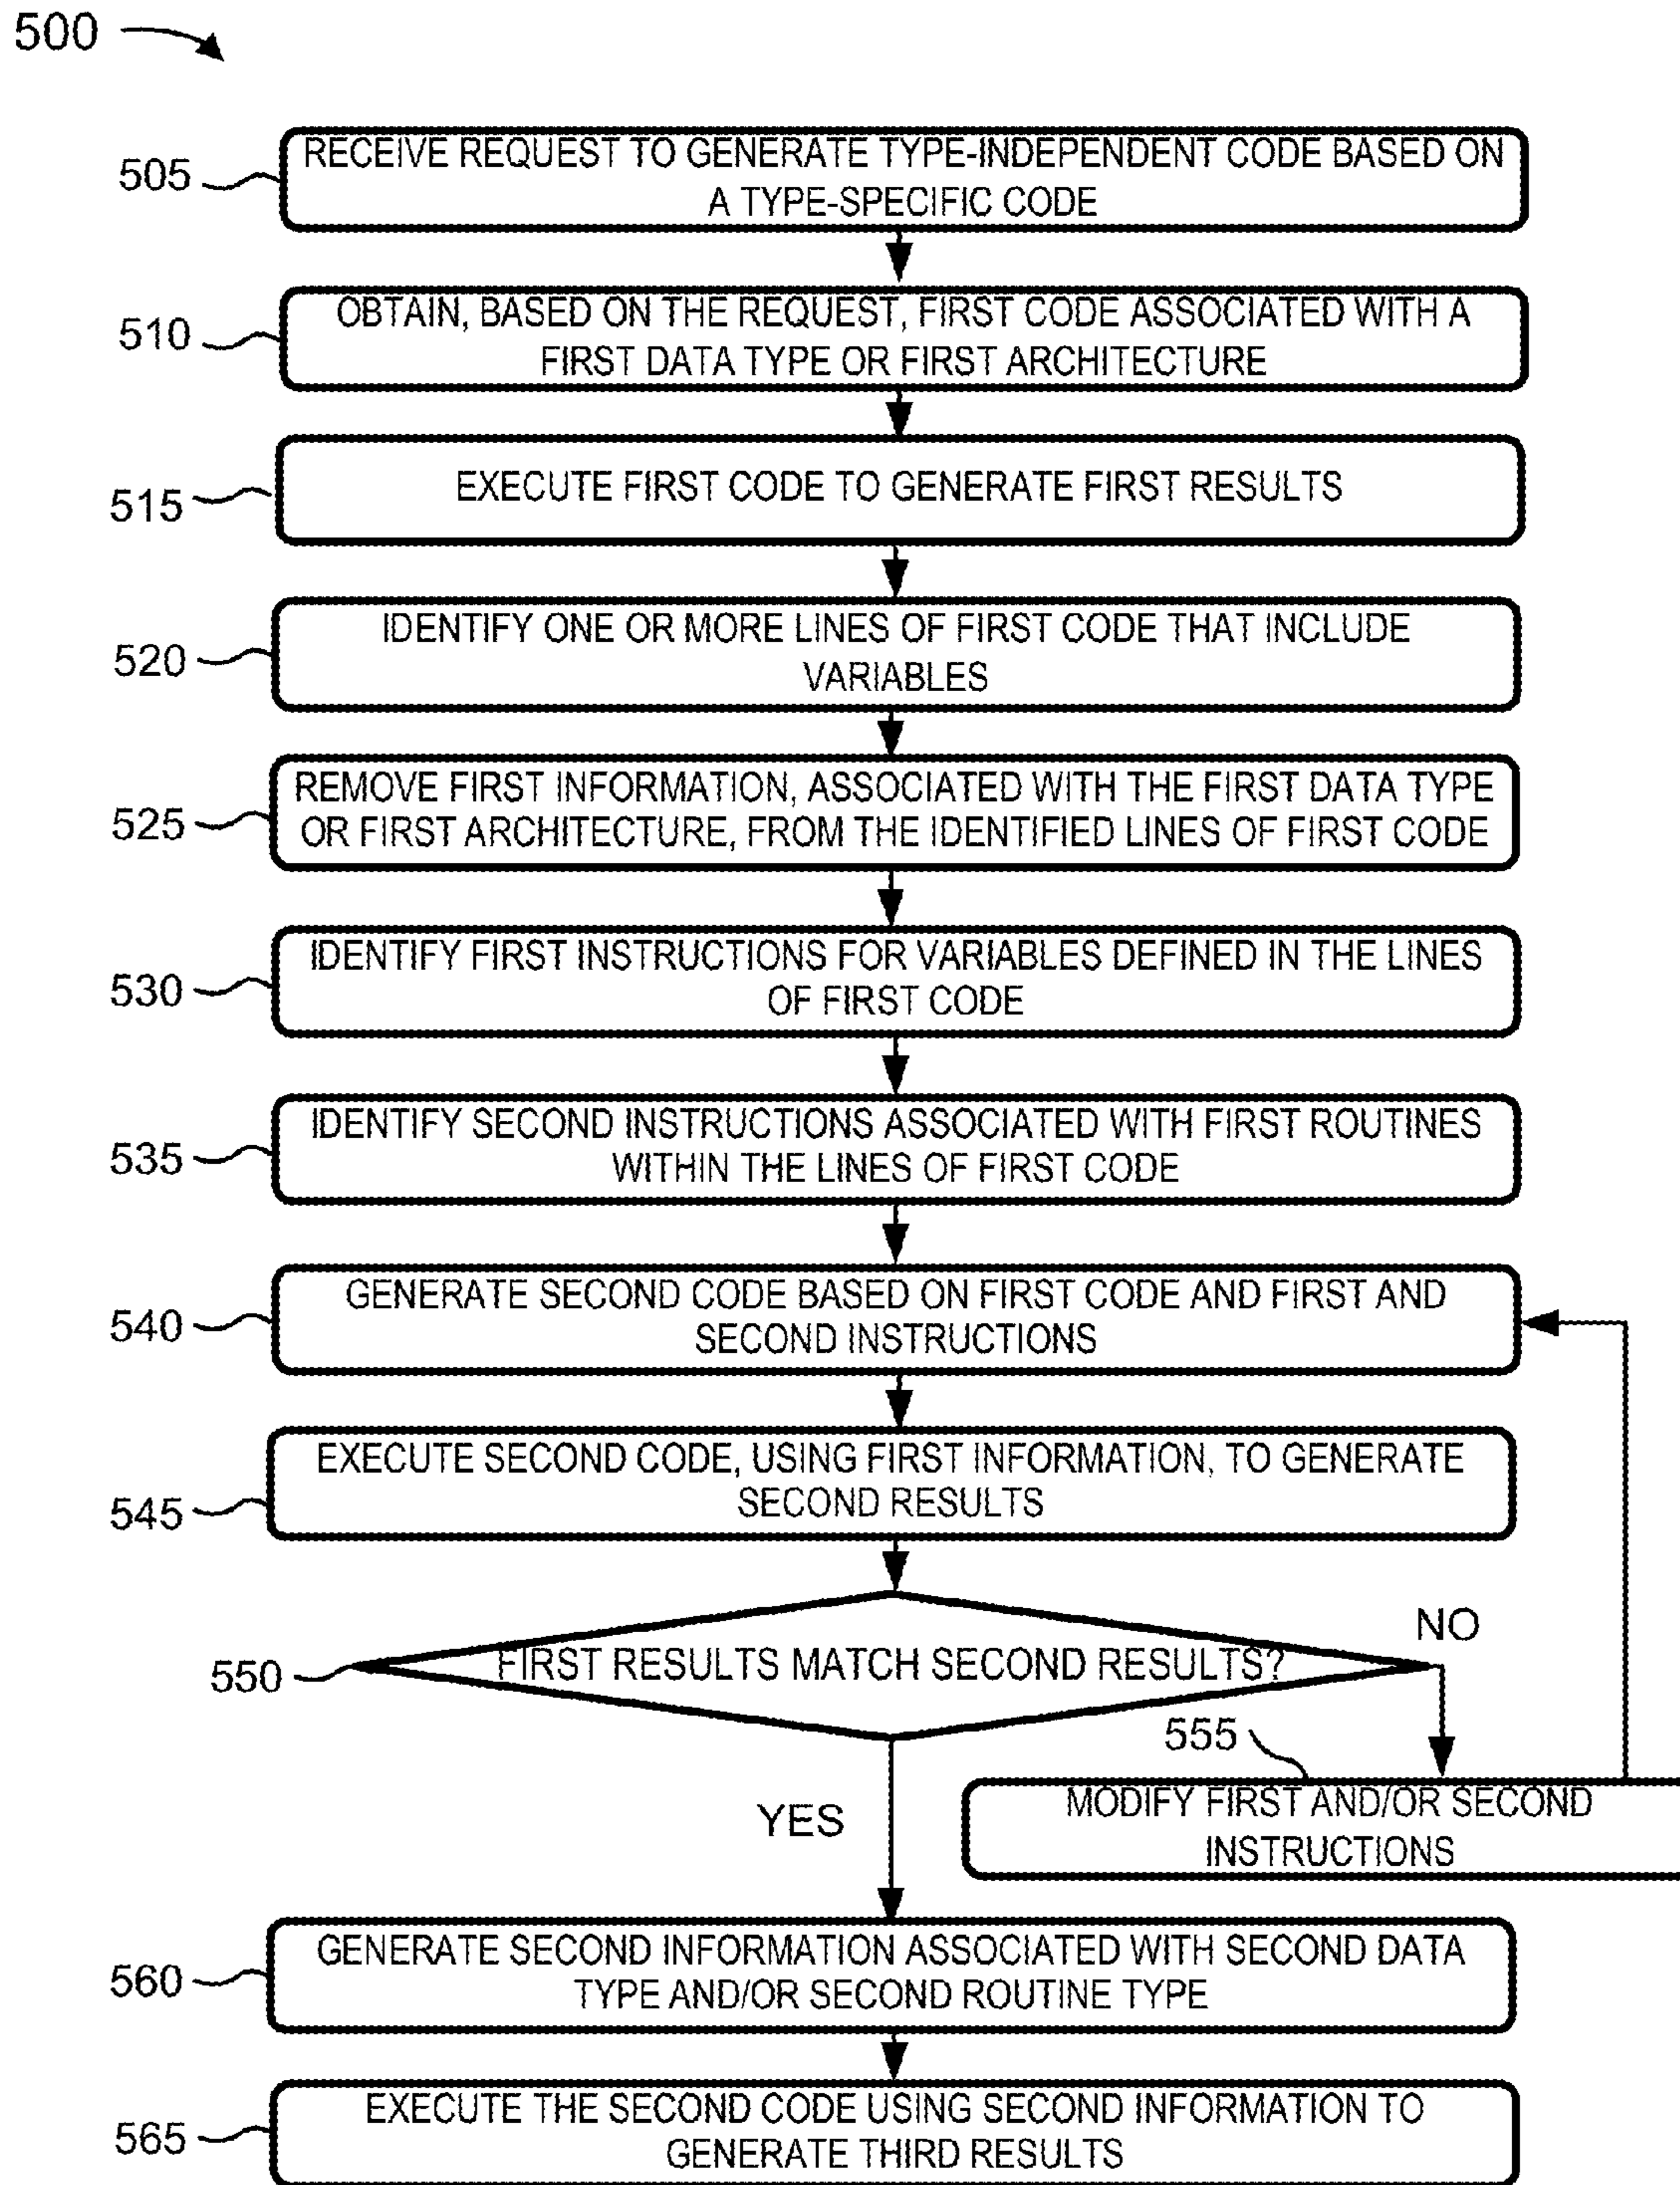 500
505
RECEIVE REQUEST TO GENERATE TYPE-INDEPENDENT CODE BASED ON
A TYPE-SPECIFIC CODE
510
OBTAIN, BASED ON THE REQUEST, FIRST CODE ASSOCIATED WITH A
FIRST DATA TYPE OR FIRST ARCHITECTURE
515
EXECUTE FIRST CODE TO GENERATE FIRST RESULTS
520
IDENTIFY ONE OR MORE LINES OF FIRST CODE THAT INCLUDE
VARIABLES
525
REMOVE FIRST INFORMATION, ASSOCIATED WITH THE FIRST DATA TYPE
OR FIRST ARCHITECTURE, FROM THE IDENTIFIED LINES OF FIRST CODE
530
IDENTIFY FIRST INSTRUCTIONS FOR VARIABLES DEFINED IN THE LINES
OF FIRST CODE
535
IDENTIFY SECOND INSTRUCTIONS ASSOCIATED WITH FIRST ROUTINES
WITHIN THE LINES OF FIRST CODE
540
GENERATE SECOND CODE BASED ON FIRST CODE AND FIRST AND
SECOND INSTRUCTIONS
545
EXECUTE SECOND CODE, USING FIRST INFORMATION, TO GENERATE
SECOND RESULTS
550
FIRST RESULTS MATCH SECOND RESULTS?
NO
555
MODIFY FIRST AND/OR SECOND
INSTRUCTIONS
YES
560
GENERATE SECOND INFORMATION ASSOCIATED WITH SECOND DATA
TYPE AND/OR SECOND ROUTINE TYPE
565
EXECUTE THE SECOND CODE USING SECOND INFORMATION TO
GENERATE THIRD RESULTS